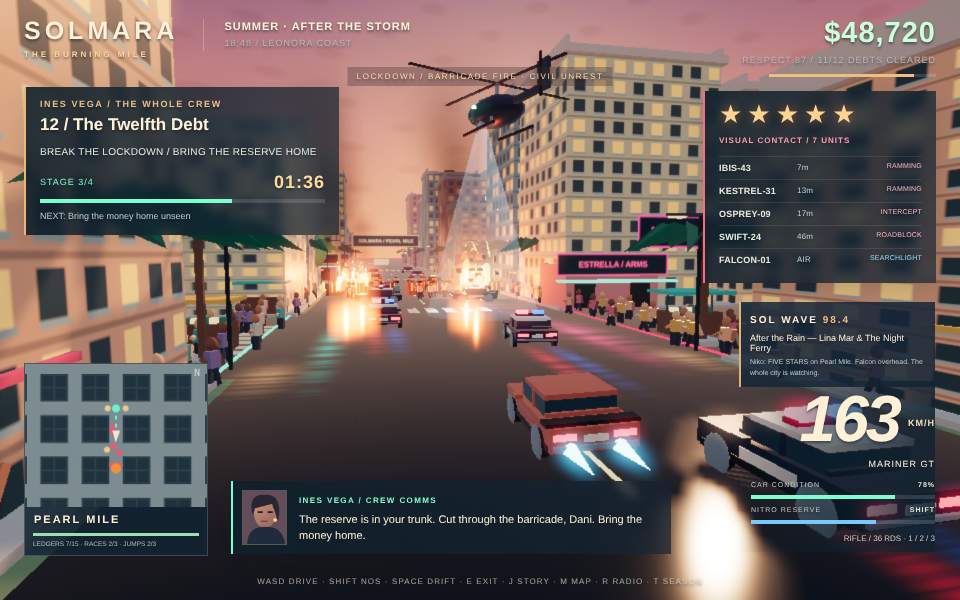 SOLMARA
THE BURNING MILE
SUMMER · AFTER THE STORM
18:48 / LEONORA COAST
$48,720
RESPECT 87 / 11/12 DEBTS CLEARED
LOCKDOWN / BARRICADE FIRE · CIVIL UNREST
INES VEGA / THE WHOLE CREW
12 / The Twelfth Debt
BREAK THE LOCKDOWN / BRING THE RESERVE HOME
STAGE 3/4 01:36
NEXT: Bring the money home unseen
★★★★★
VISUAL CONTACT / 7 UNITS
IBIS-43 7m RAMMING
KESTREL-31 13m RAMMING
OSPREY-09 17m INTERCEPT
SWIFT-24 46m ROADBLOCK
FALCON-01 AIR SEARCHLIGHT
SOLMARA / PEARL MILE
ESTRELLA / ARMS
SOL WAVE 98.4
After the Rain — Lina Mar & The Night
Ferry
Niko: FIVE STARS on Pearl Mile. Falcon overhead. The
whole city is watching.
163 KM/H
MARINER GT
CAR CONDITION 78%
NITRO RESERVE SHIFT
RIFLE / 36 RDS · 1 / 2 / 3
N
PEARL MILE
LEDGERS 7/15 · RACES 2/3 · JUMPS 2/3
INES VEGA / CREW COMMS
The reserve is in your trunk. Cut through the barricade, Dani. Bring the
money home.
WASD DRIVE · SHIFT NOS · SPACE DRIFT · E EXIT · J STORY · M MAP · R RADIO · T SEASON